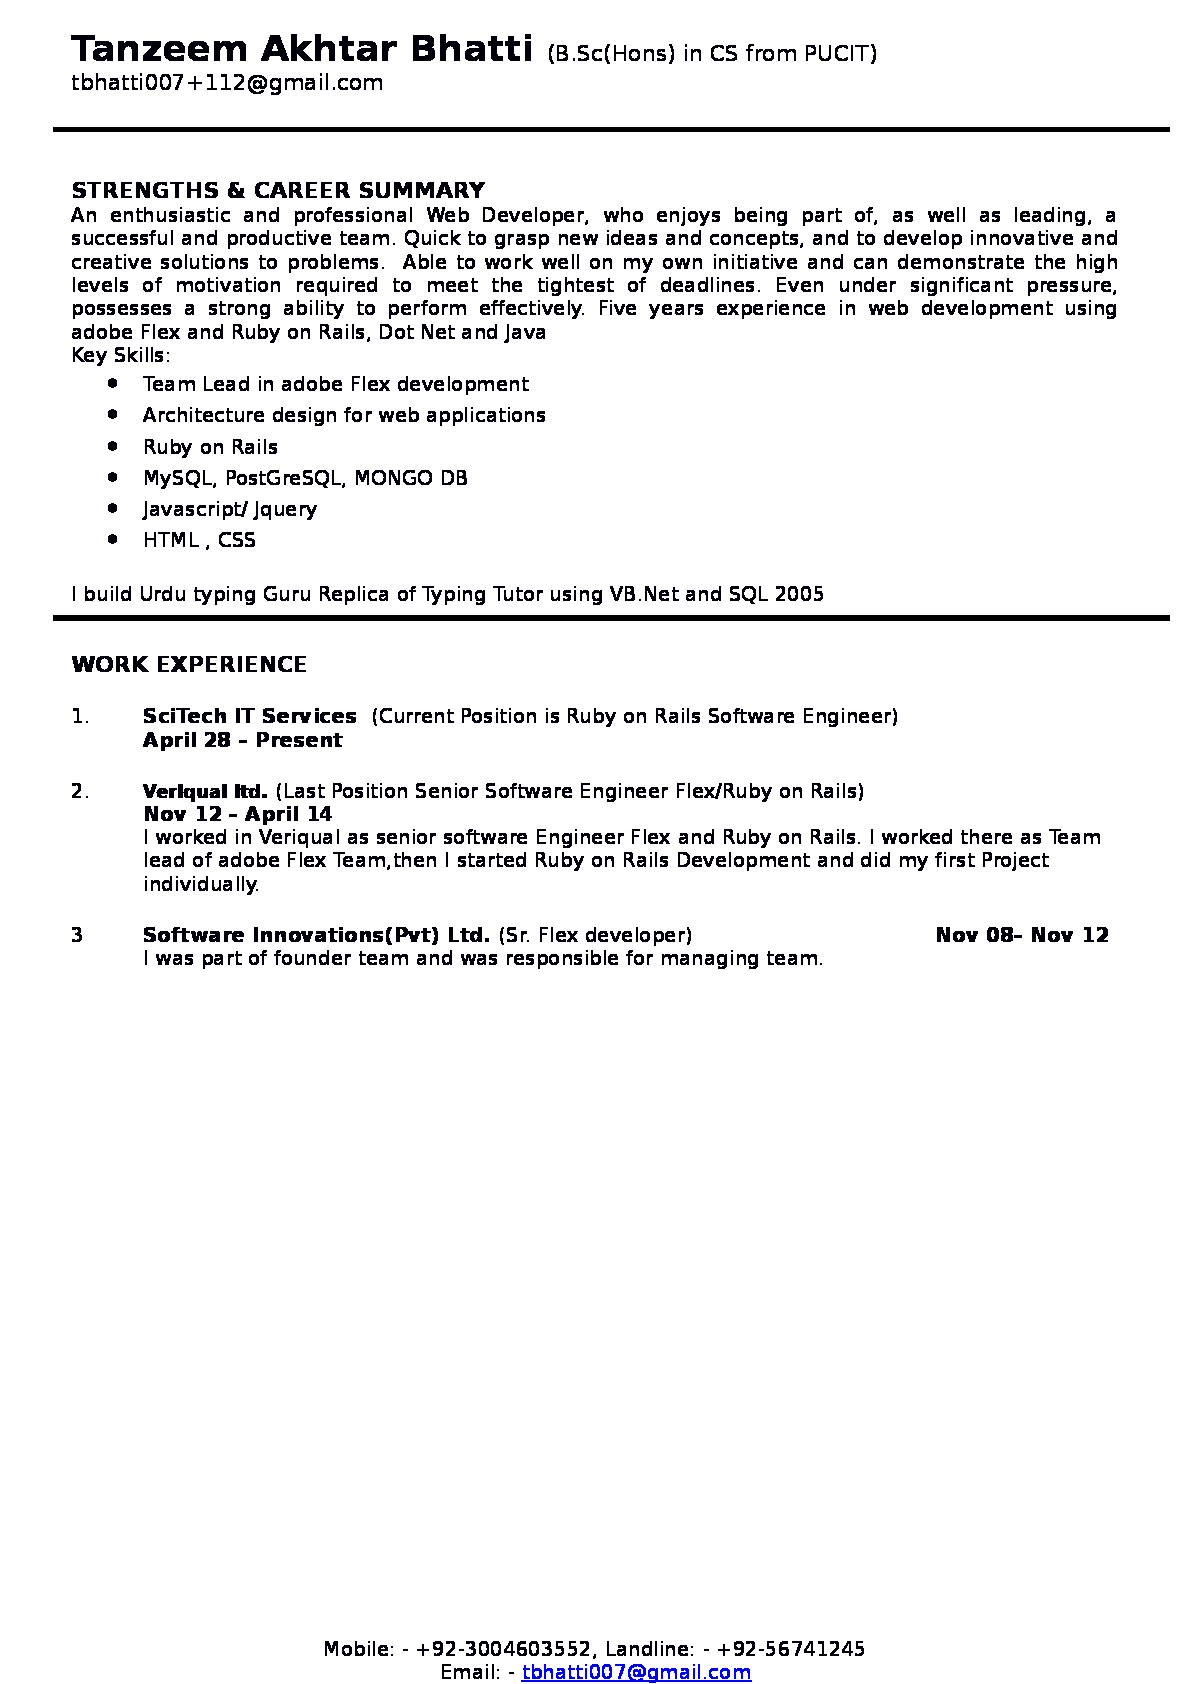 Tanzeem Akhtar Bhatti (B.Sc(Hons) in CS from PUCIT)
tbhatti007+112@gmail.com
STRENGTHS & CAREER SUMMARY
An enthusiastic and professional Web Developer, who enjoys being part of, as well as leading, a
successful and productive team. Quick to grasp new ideas and concepts, and to develop innovative and
creative solutions to problems. Able to work well on my own initiative and can demonstrate the high
levels of motivation required to meet the tightest of deadlines. Even under significant pressure,
possesses a strong ability to perform effectively. Five years experience in web development using
adobe Flex and Ruby on Rails, Dot Net and Java
Key Skills:
• Team Lead in adobe Flex development
• Architecture design for web applications
• Ruby on Rails
• MySQL, PostGreSQL, MONGO DB
• Javascript/ Jquery
• HTML , CSS
I build Urdu typing Guru Replica of Typing Tutor using VB.Net and SQL 2005
WORK EXPERIENCE
1. SciTech IT Services (Current Position is Ruby on Rails Software Engineer)
April 28 – Present
2. Veriqual ltd. (Last Position Senior Software Engineer Flex/Ruby on Rails)
Nov 12 – April 14
I worked in Veriqual as senior software Engineer Flex and Ruby on Rails. I worked there as Team
lead of adobe Flex Team,then I started Ruby on Rails Development and did my first Project
individually.
3 Software Innovations(Pvt) Ltd. (Sr. Flex developer) Nov 08– Nov 12
I was part of founder team and was responsible for managing team.
Mobile: - +92-3004603552, Landline: - +92-56741245
Email: - tbhatti007@gmail.com